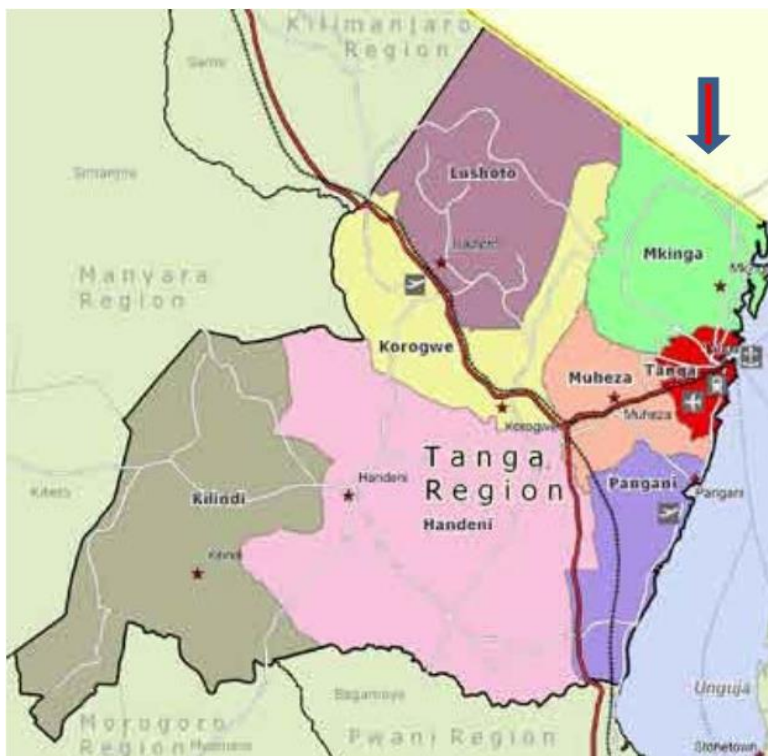 Kilimanjaro
Region
Same
Lushoto
Simanjiro
Lushoto
Mkinga
Manyara
Region
Korogwe
Muheza
Tanga
Muheza
Korogwe
Tanga
Region
Kiteto
Handeni
Pangani
Pangani
Kilindi
Handeni
Kilindi
Unguja
Bagamoyo
Morogoro
Region
Pwani Region
Stonetown